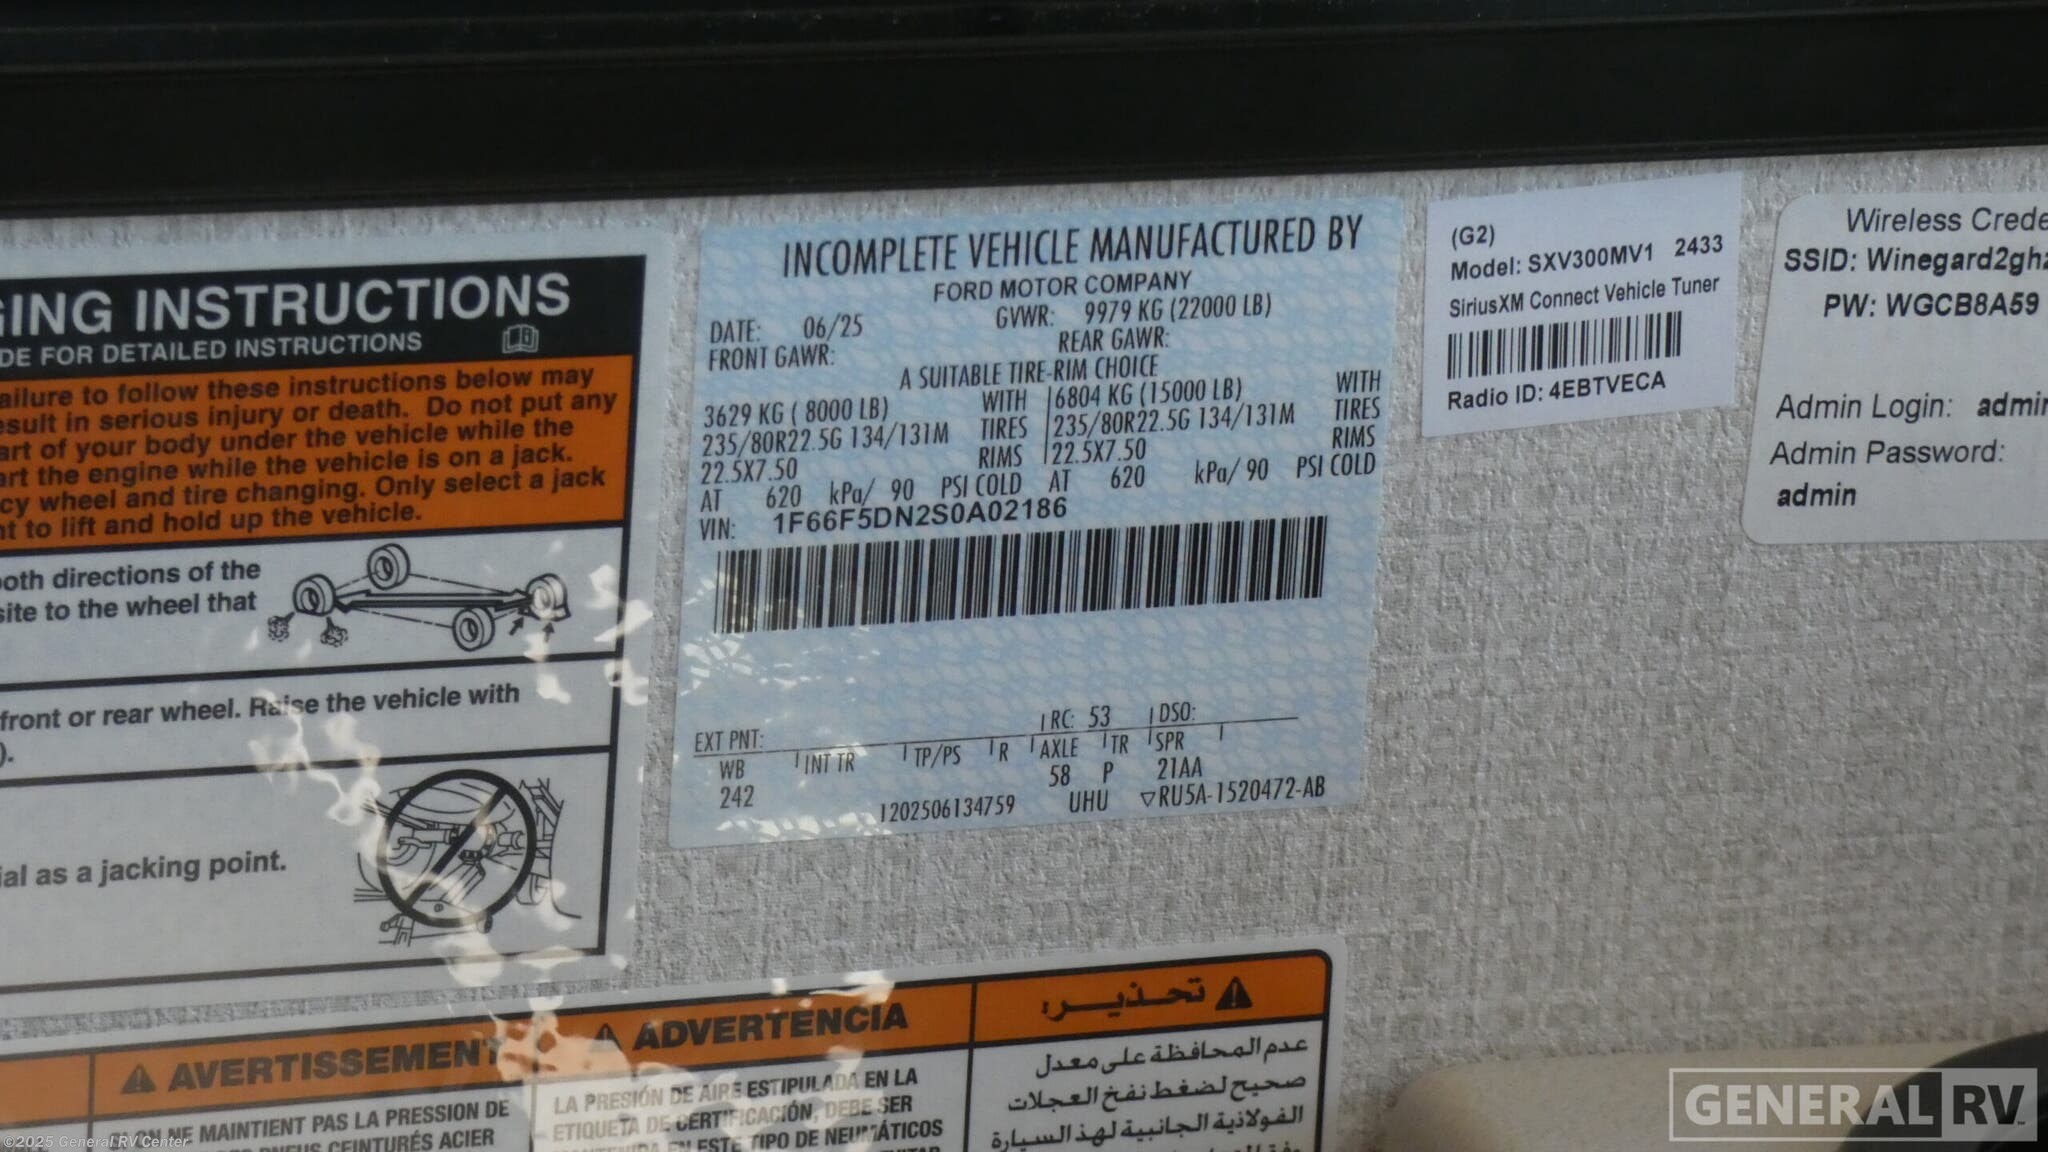 GING INSTRUCTIONS
DE FOR DETAILED INSTRUCTIONS
ailure to follow these instructions below may
esult in serious injury or death. Do not put any
art of your body under the vehicle while the
art the engine while the vehicle is on a jack.
cy wheel and tire changing. Only select a jack
nt to lift and hold up the vehicle.
both directions of the
site to the wheel that
front or rear wheel. Raise the vehicle with
).
ial as a jacking point.
INCOMPLETE VEHICLE MANUFACTURED BY
FORD MOTOR COMPANY
DATE: 06/25 GVWR: 9979 KG (22000 LB)
FRONT GAWR: REAR GAWR:
A SUITABLE TIRE-RIM CHOICE
3629 KG ( 8000 LB) WITH 6804 KG (15000 LB) WITH
235/80R22.5G 134/131M TIRES 235/80R22.5G 134/131M TIRES
22.5X7.50 RIMS 22.5X7.50 RIMS
AT 620 kPa/ 90 PSI COLD AT 620 kPa/ 90 PSI COLD
VIN: 1F66F5DN2S0A02186
EXT PNT: RC: 53 DSO:
WB INT TR TP/PS R AXLE TR SPR
242 58 P 21AA
1202506134759 UHU ▽RU5A-1520472-AB
(G2)
Model: SXV300MV1 2433
SiriusXM Connect Vehicle Tuner
Radio ID: 4EBTVECA
Wireless Crede
SSID: Winegard2gh
PW: WGCB8A59
Admin Login: admin
Admin Password:
admin
AVERTISSEMENT
ON NE MAINTIENT PAS LA PRESSION DE
PNEUS CEINTURÉS ACIER
ADVERTENCIA
LA PRESIÓN DE AIRE ESTIPULADA EN LA
ETIQUETA DE CERTIFICACIÓN, DEBE SER
EN ESTE TIPO DE NEUMÁTICOS
تحذير:
عدم المحافظة على معدل
صحيح لضغط نفخ العجلات
الفولاذية الجانبية لهذ السيارة
©2025 General RV Center
GENERAL RV